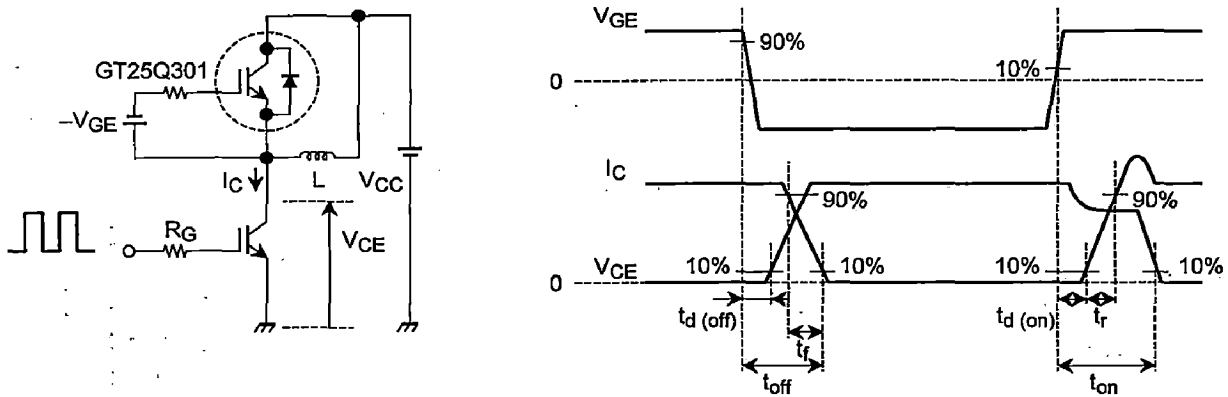 GT25Q301
−VGE
IC
L
VCC
RG
VCE
VGE
90%
10%
0
IC
90%
90%
VCE
10%
10%
10%
10%
0
td (off)
tf
toff
td (on)
tr
ton